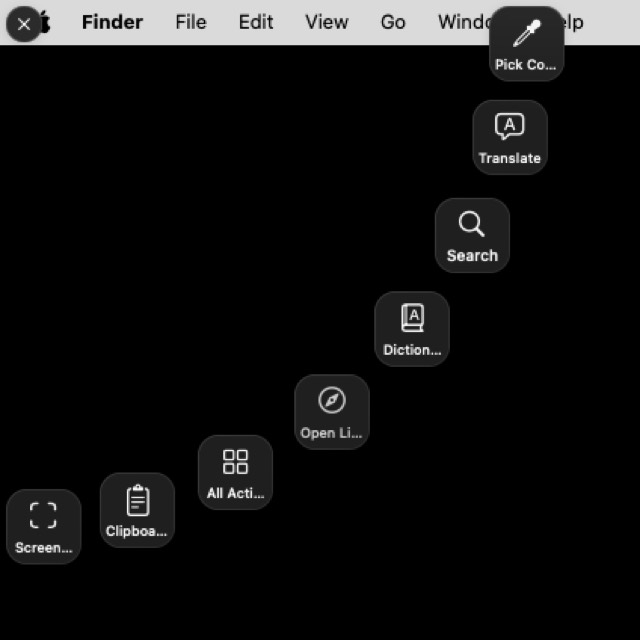 Finder File Edit View Go Windo elp
Pick Co...
A
Translate
Search
A
Diction...
Open Li...
All Acti...
Clipboa...
Screen...